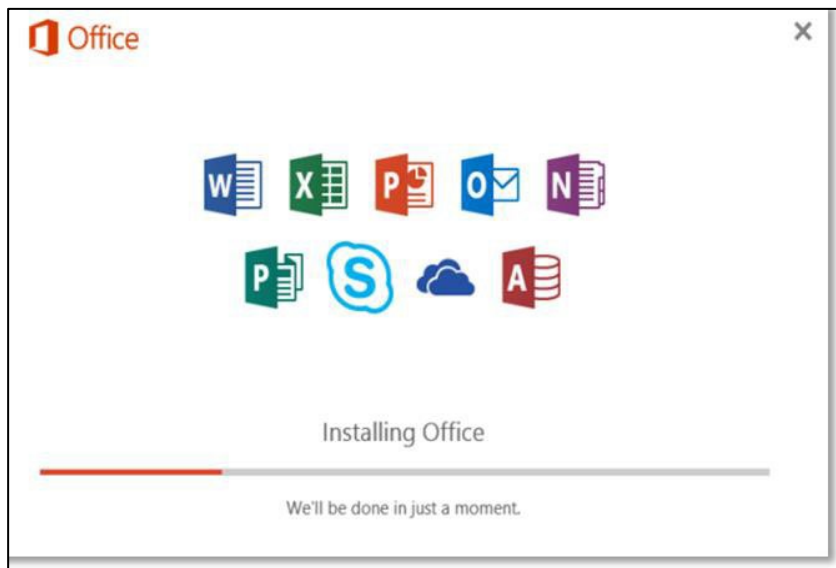 Office
W X P O N
P S A
Installing Office
We'll be done in just a moment.